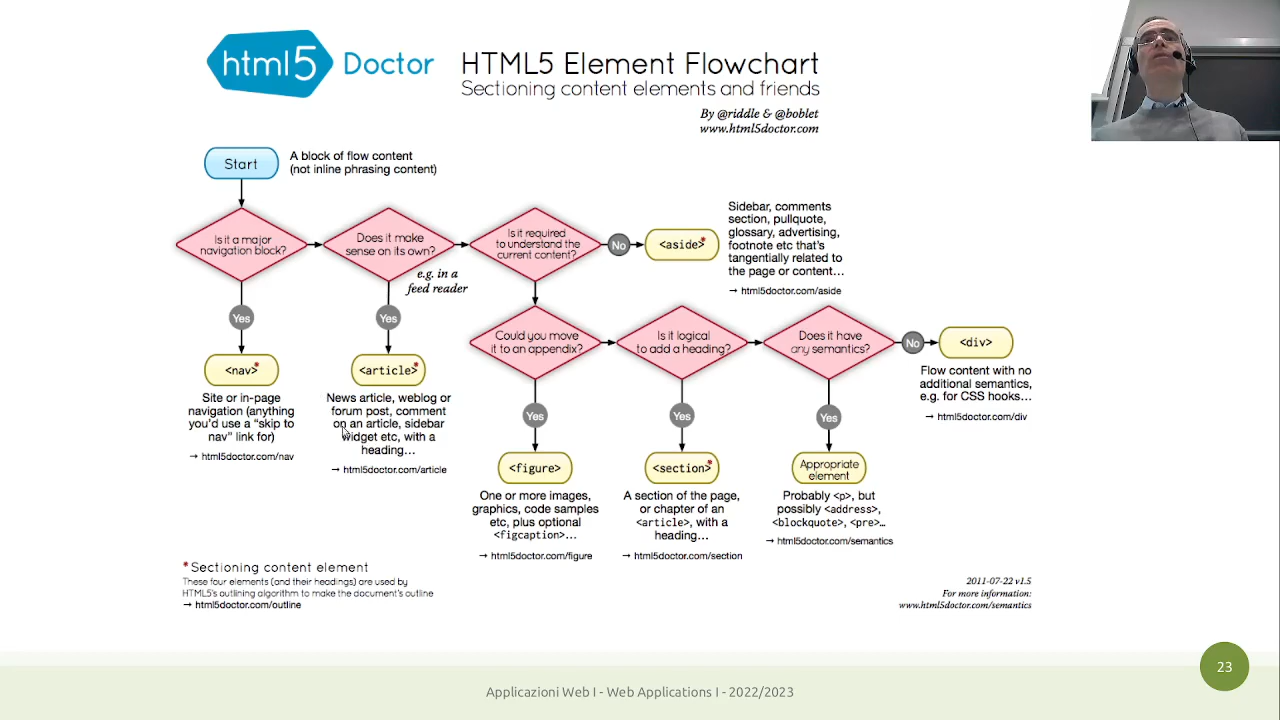 html5 Doctor
HTML5 Element Flowchart
Sectioning content elements and friends
By @riddle & @boblet
www.html5doctor.com
Start
A block of flow content
(not inline phrasing content)
Is it a major
navigation block?
Does it make
sense on its own?
e.g. in a
feed reader
Is it required
to understand the
current content?
No
<aside>*
Sidebar, comments
section, pullquote,
glossary, advertising,
footnote etc that's
tangentially related to
the page or content…
→ html5doctor.com/aside
Yes
<nav>*
Site or in-page
navigation (anything
you'd use a “skip to
nav” link for)
→ html5doctor.com/nav
Yes
<article>*
News article, weblog or
forum post, comment
on an article, sidebar
widget etc, with a
heading…
→ html5doctor.com/article
Could you move
it to an appendix?
Is it logical
to add a heading?
Does it have
any semantics?
No
<div>
Flow content with no
additional semantics,
e.g. for CSS hooks…
→ html5doctor.com/div
Yes
<figure>
One or more images,
graphics, code samples
etc, plus optional
<figcaption>…
→ html5doctor.com/figure
Yes
<section>*
A section of the page,
or chapter of an
<article>, with a
heading…
→ html5doctor.com/section
Yes
Appropriate
element
Probably <p>, but
possibly <address>,
<blockquote>, <pre>…
→ html5doctor.com/semantics
*Sectioning content element
These four elements (and their headings) are used by
HTML5's outlining algorithm to make the document's outline
→ html5doctor.com/outline
2011-07-22 v1.5
For more information:
www.html5doctor.com/semantics
23
Applicazioni Web I - Web Applications I - 2022/2023